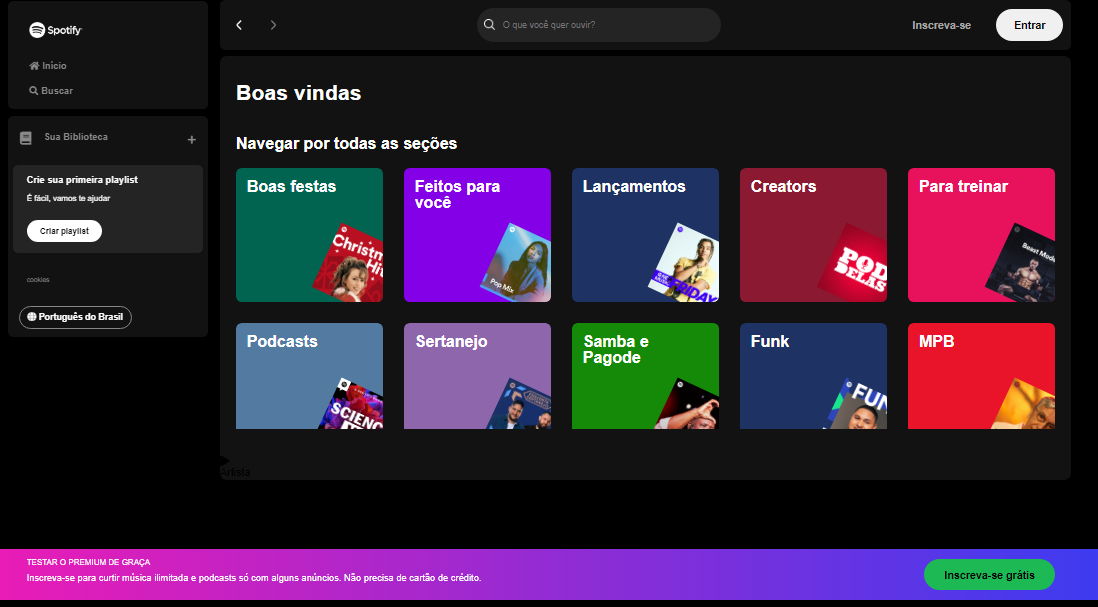 Spotify
Início
Buscar
Sua Biblioteca
+
Crie sua primeira playlist
É fácil, vamos te ajudar
Criar playlist
cookies
Português do Brasil
O que você quer ouvir?
Inscreva-se
Entrar
Boas vindas
Navegar por todas as seções
Boas festas
Christm
Hit
Feitos para
você
Pop Mix
Lançamentos
FRIDAY
Creators
POD
DELAS
Para treinar
Beast Mode
Podcasts
SCIENC
Sertanejo
Samba e
Pagode
Funk
FUN
MPB
Artista
TESTAR O PREMIUM DE GRAÇA
Inscreva-se para curtir música ilimitada e podcasts só com alguns anúncios. Não precisa de cartão de crédito.
Inscreva-se grátis